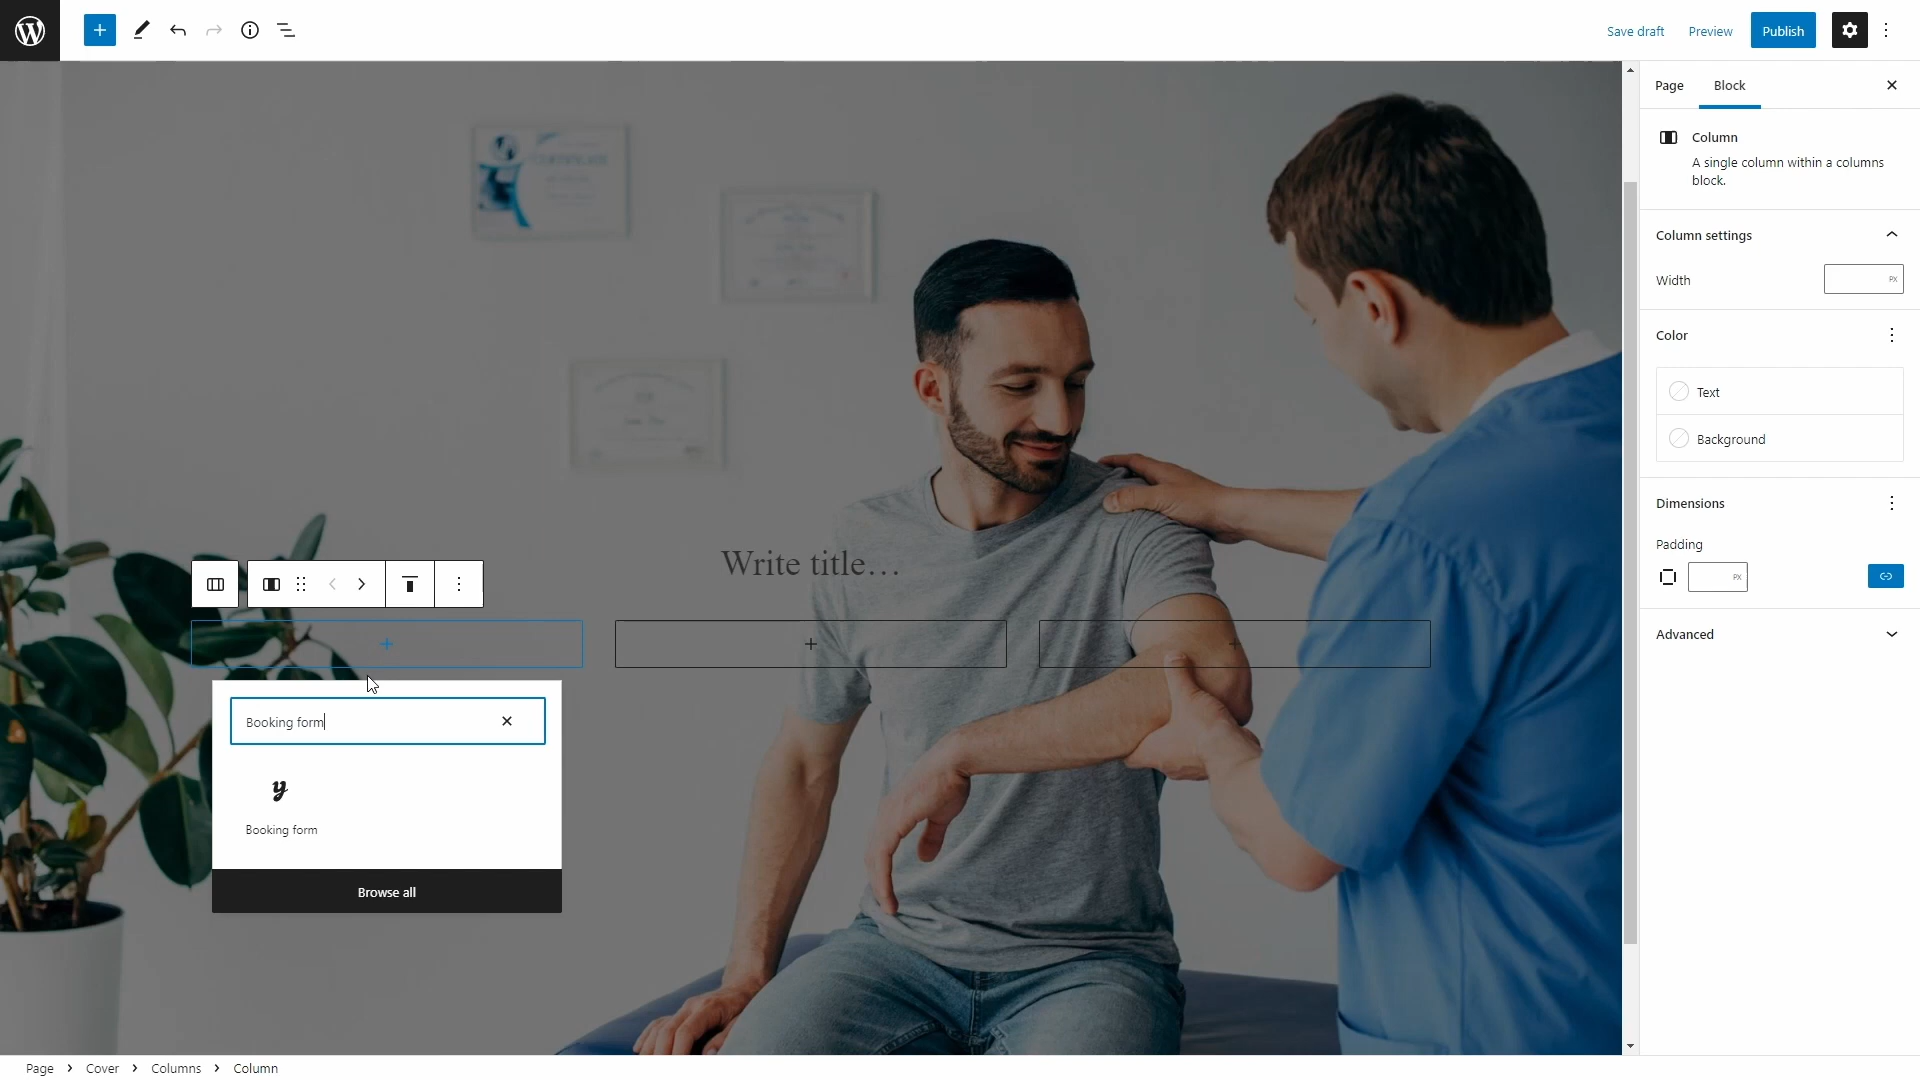 Save draft
Preview
Publish
Page
Block
Column
A single column within a columns
block.
Column settings
Width
PX
Color
Text
Background
Dimensions
Padding
PX
Advanced
Write title…
Booking form
Booking form
Browse all
Page
Cover
Columns
Column